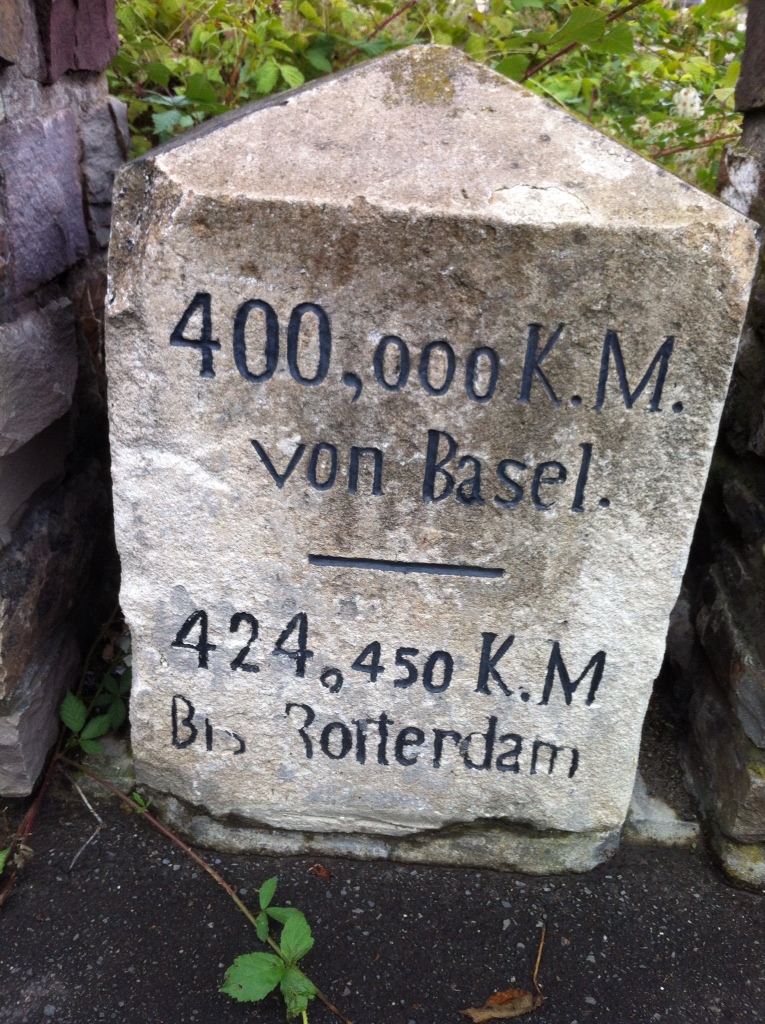 400,000 K.M.
von Basel.
424,450 K.M
Bis Rotterdam